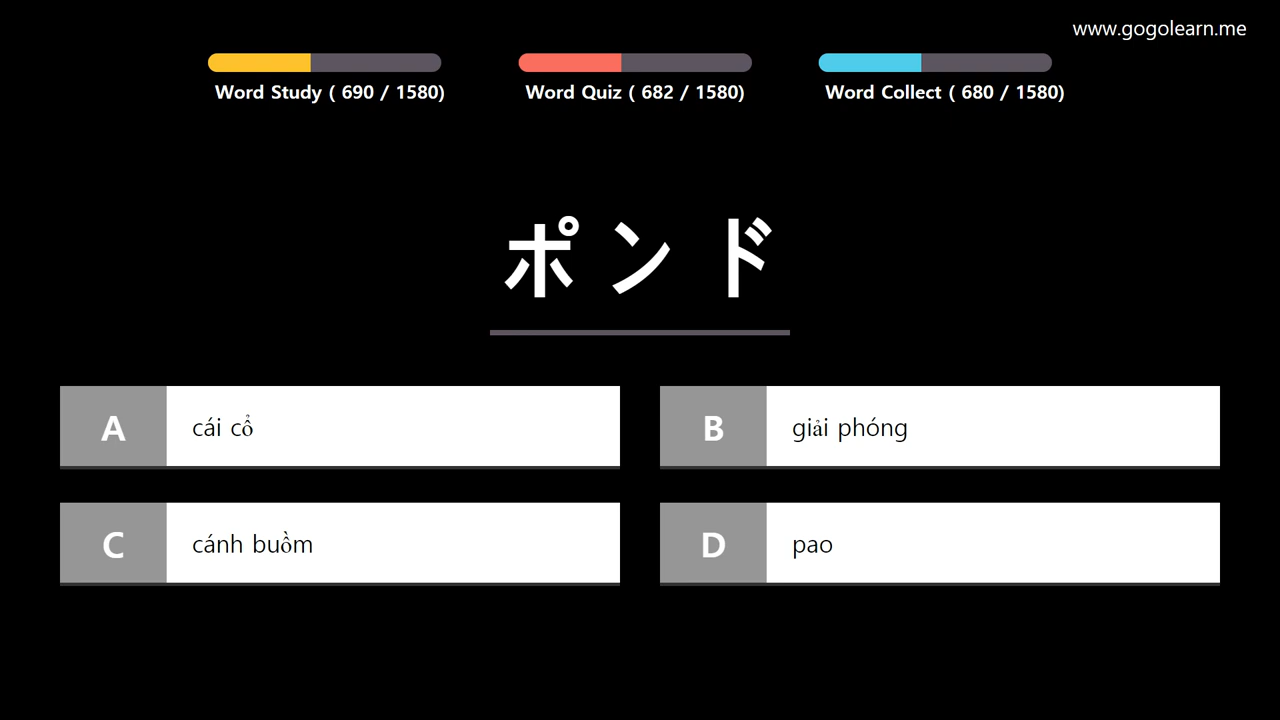 www.gogolearn.me
Word Study ( 690 / 1580)
Word Quiz ( 682 / 1580)
Word Collect ( 680 / 1580)
ポンド
A cái cổ
B giải phóng
C cánh buồm
D pao